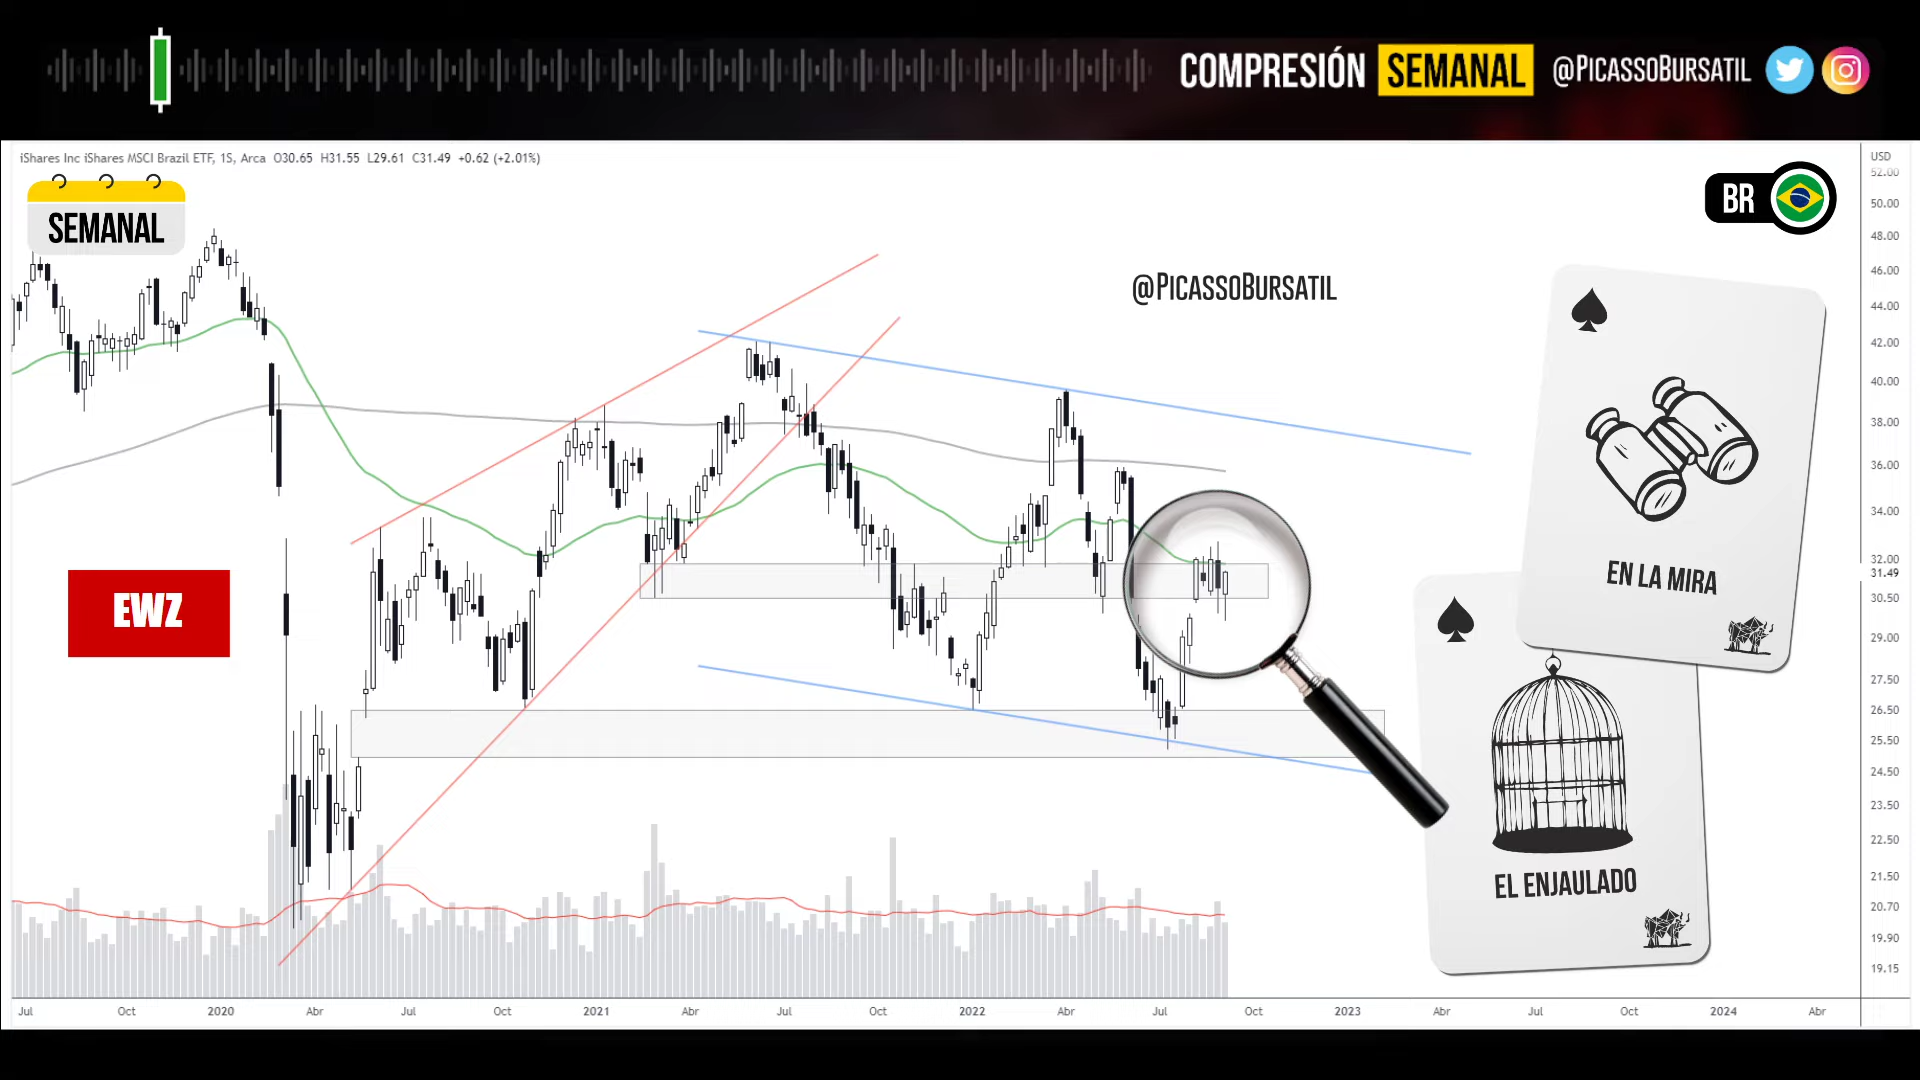 COMPRESIÓN SEMANAL @PICASSOBURSATIL
iShares Inc iShares MSCI Brazil ETF, 1S, Arca O30.65 H31.55 L29.61 C31.49 +0.62 (+2.01%)
USD
SEMANAL
BR
@PICASSOBURSATIL
EWZ
EN LA MIRA
EL ENJAULADO
52.00
50.00
48.00
46.00
44.00
42.00
40.00
38.00
36.00
34.00
32.00
31.49
30.50
29.00
27.50
26.50
25.50
24.50
23.50
22.50
21.50
20.70
19.90
19.15
Jul Oct 2020 Abr Jul Oct 2021 Abr Jul Oct 2022 Abr Jul Oct 2023 Abr Jul Oct 2024 Abr